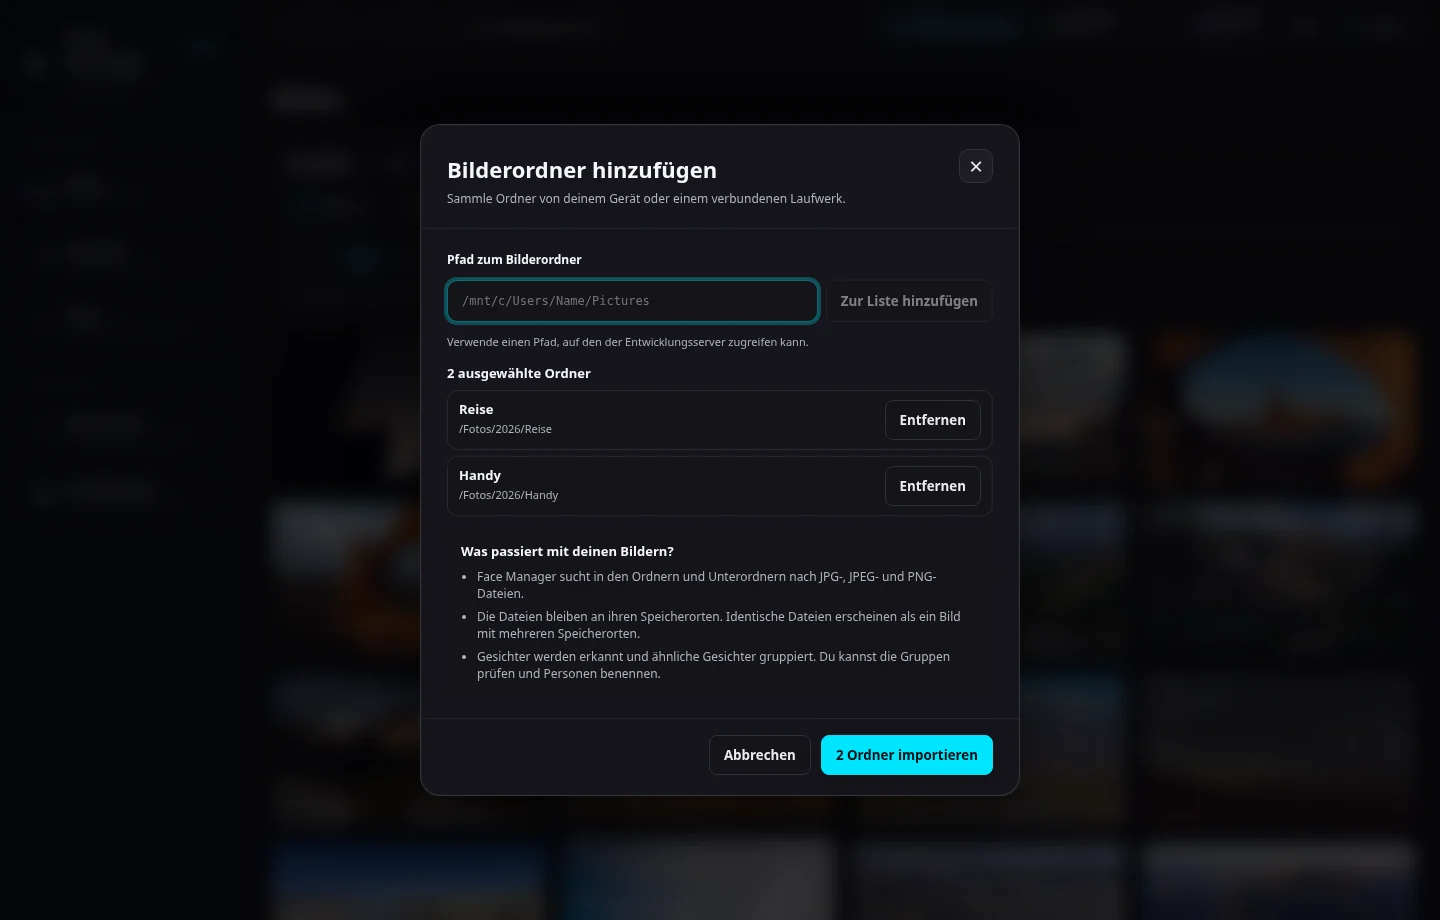 Bilderordner hinzufügen
Sammle Ordner von deinem Gerät oder einem verbundenen Laufwerk.
Pfad zum Bilderordner
/mnt/c/Users/Name/Pictures
Zur Liste hinzufügen
Verwende einen Pfad, auf den der Entwicklungsserver zugreifen kann.
2 ausgewählte Ordner
Reise
/Fotos/2026/Reise
Entfernen
Handy
/Fotos/2026/Handy
Entfernen
Was passiert mit deinen Bildern?
• Face Manager sucht in den Ordnern und Unterordnern nach JPG-, JPEG- und PNG-
Dateien.
• Die Dateien bleiben an ihren Speicherorten. Identische Dateien erscheinen als ein Bild
mit mehreren Speicherorten.
• Gesichter werden erkannt und ähnliche Gesichter gruppiert. Du kannst die Gruppen
prüfen und Personen benennen.
Abbrechen
2 Ordner importieren